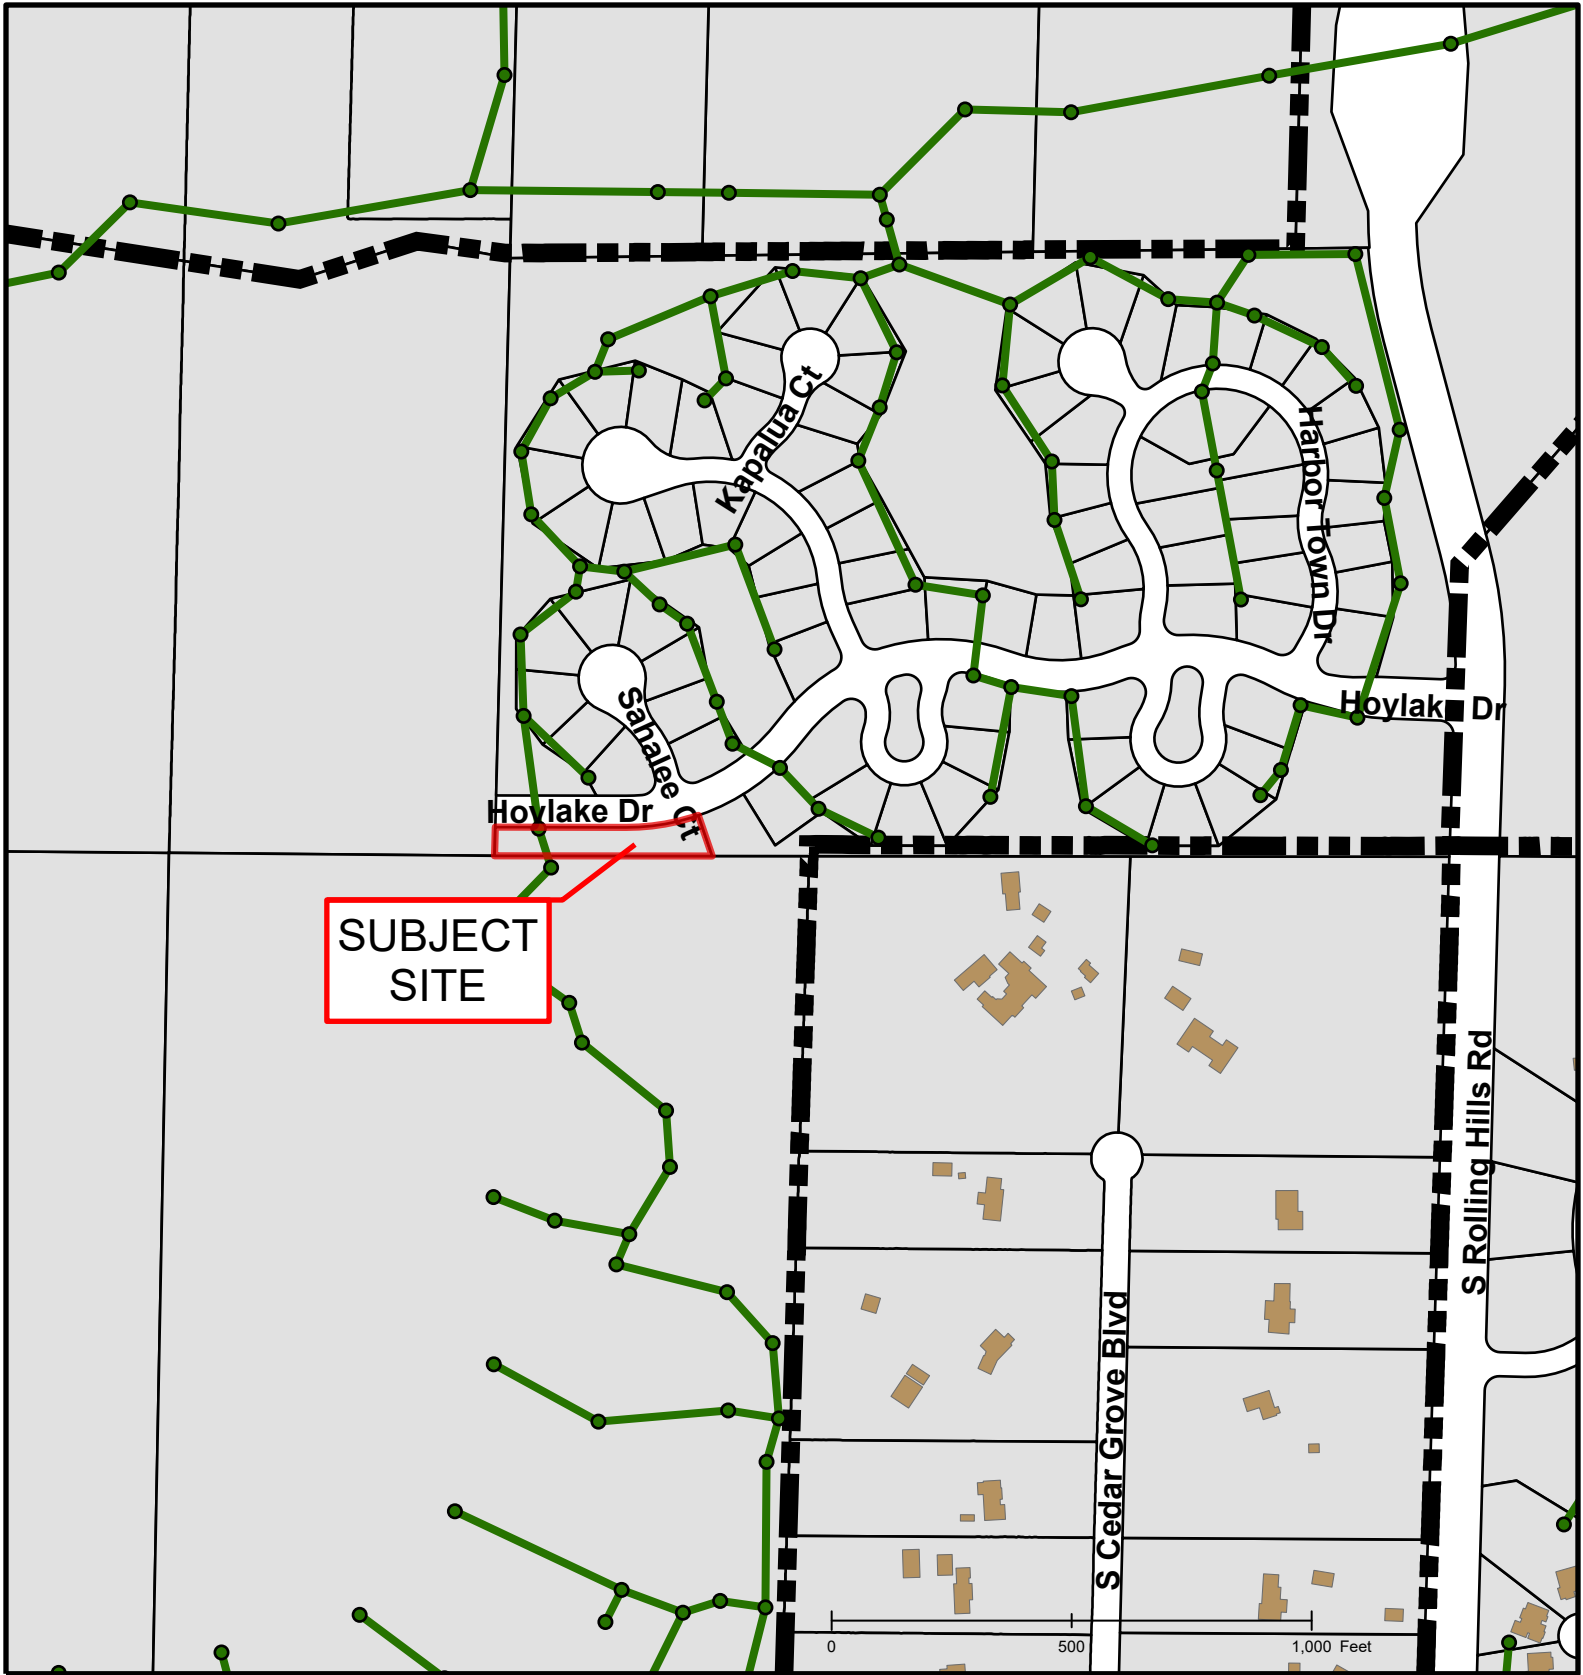 Kapalua Ct
Harbor Town Dr
Sahalee Ct
Hoylake Dr
Hoylake Dr
SUBJECT
SITE
S Rolling Hills Rd
S Cedar Grove Blvd
0 500 1,000 Feet